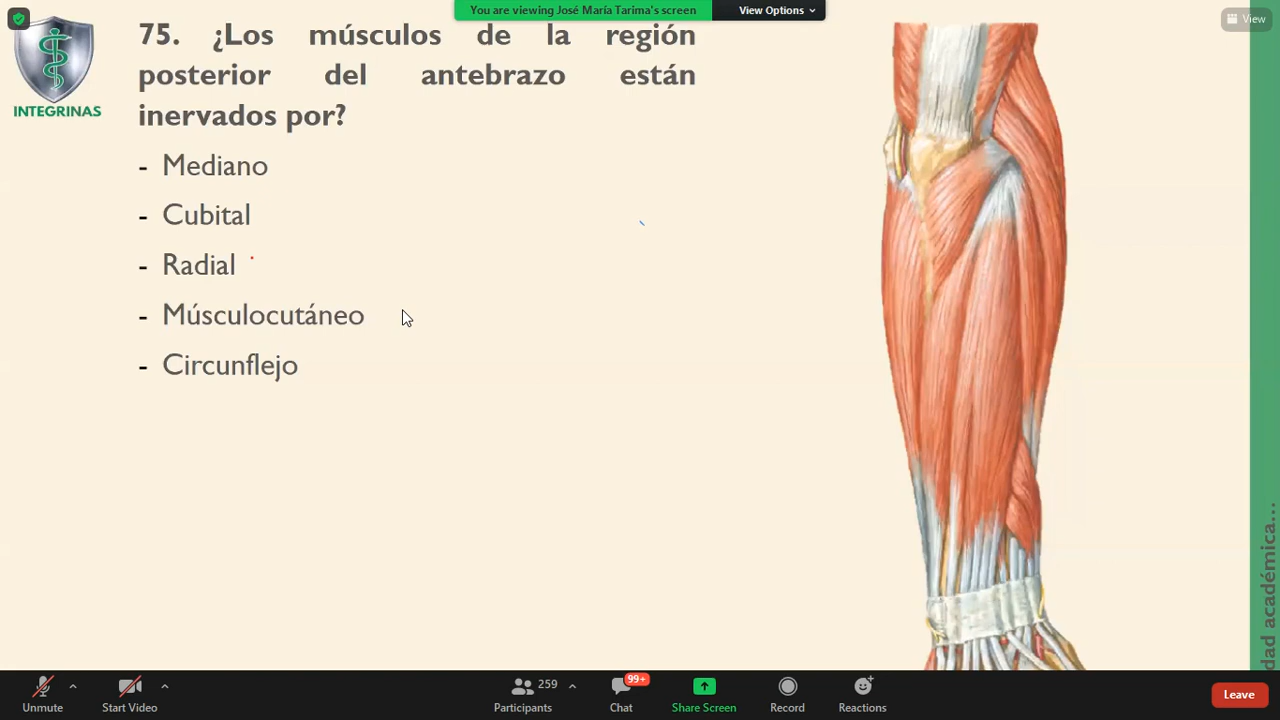 You are viewing José María Tarima's screen
View Options
View
INTEGRINAS
75. ¿Los músculos de la región
posterior del antebrazo están
inervados por?
- Mediano
- Cubital
- Radial
- Músculocutáneo
- Circunflejo
dad académica...
Unmute
Start Video
259
Participants
99+
Chat
Share Screen
Record
Reactions
Leave